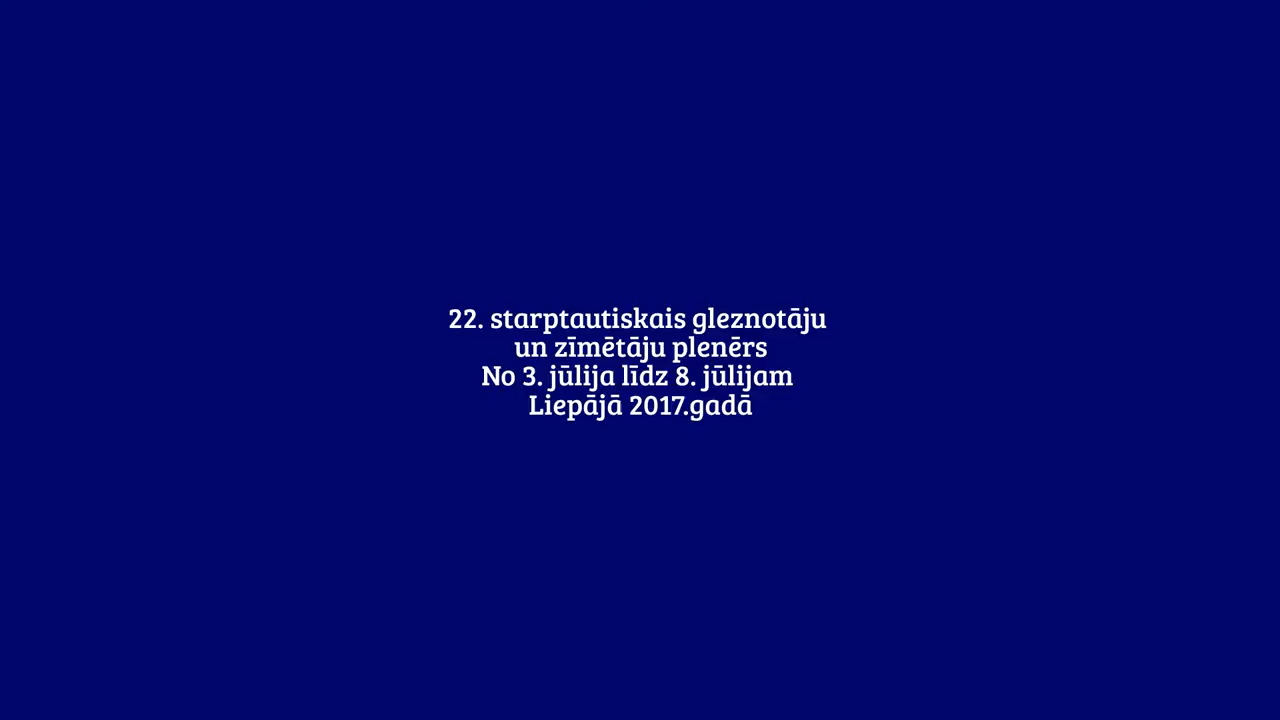 22. starptautiskais gleznotāju
un zīmētāju plenērs
No 3. jūlija līdz 8. jūlijam
Liepājā 2017.gadā